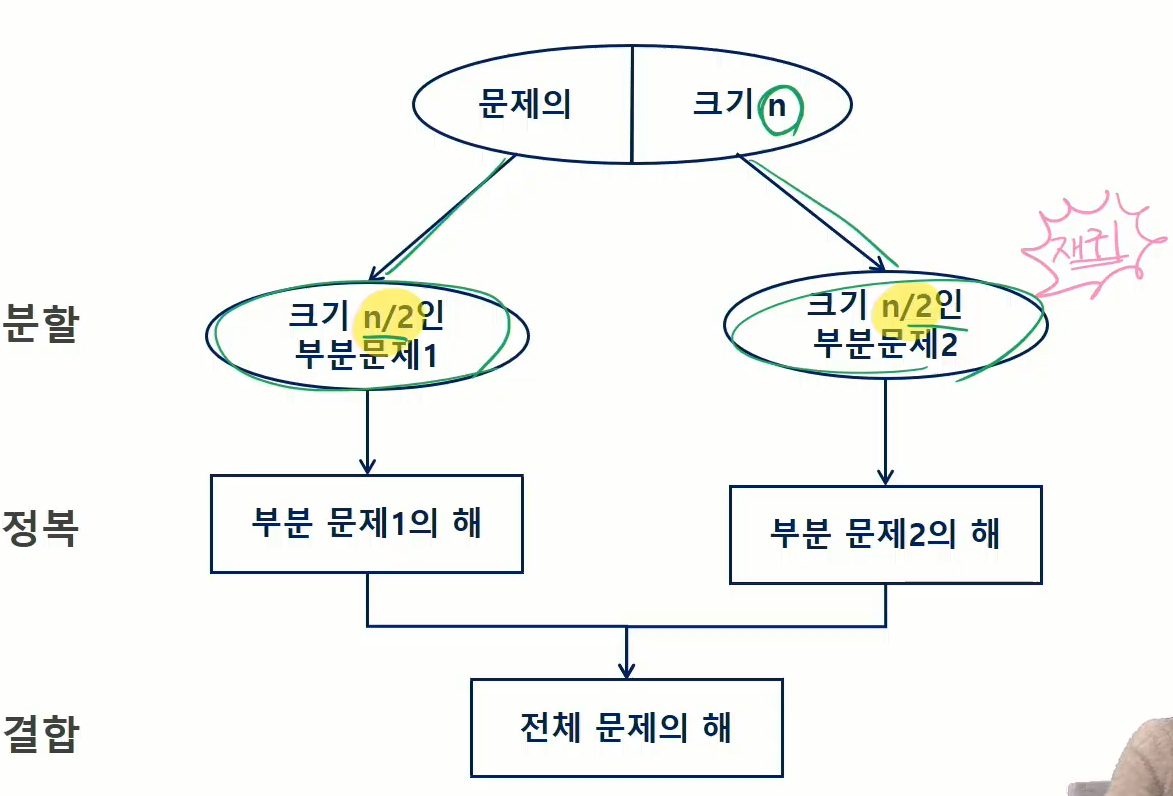 문제의 크기 n
재귀
분할
크기 n/2인
부분문제1
크기 n/2인
부분문제2
정복
부분 문제1의 해
부분 문제2의 해
결합
전체 문제의 해